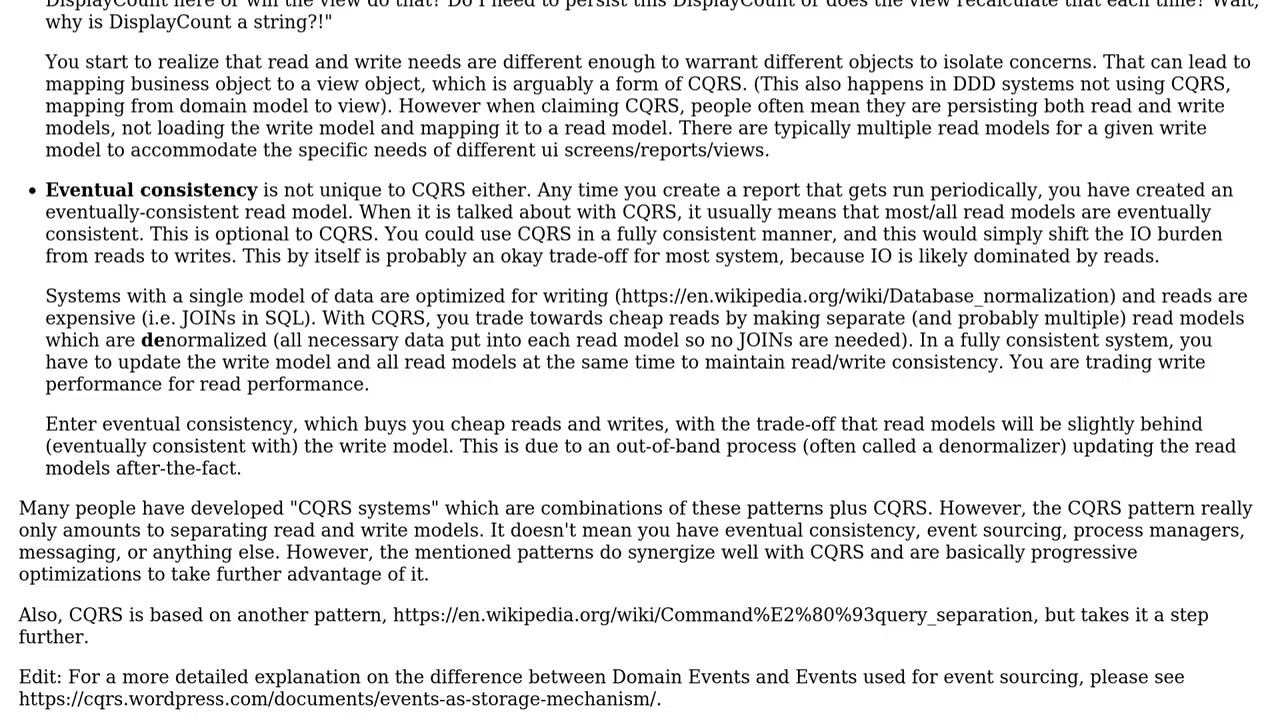 DisplayCount here or will the view do that? Do I need to persist this DisplayCount or does the view recalculate that each time? Wait,
why is DisplayCount a string?!"
You start to realize that read and write needs are different enough to warrant different objects to isolate concerns. That can lead to
mapping business object to a view object, which is arguably a form of CQRS. (This also happens in DDD systems not using CQRS,
mapping from domain model to view). However when claiming CQRS, people often mean they are persisting both read and write
models, not loading the write model and mapping it to a read model. There are typically multiple read models for a given write
model to accommodate the specific needs of different ui screens/reports/views.
• Eventual consistency is not unique to CQRS either. Any time you create a report that gets run periodically, you have created an
eventually-consistent read model. When it is talked about with CQRS, it usually means that most/all read models are eventually
consistent. This is optional to CQRS. You could use CQRS in a fully consistent manner, and this would simply shift the IO burden
from reads to writes. This by itself is probably an okay trade-off for most system, because IO is likely dominated by reads.
Systems with a single model of data are optimized for writing (https://en.wikipedia.org/wiki/Database_normalization) and reads are
expensive (i.e. JOINs in SQL). With CQRS, you trade towards cheap reads by making separate (and probably multiple) read models
which are denormalized (all necessary data put into each read model so no JOINs are needed). In a fully consistent system, you
have to update the write model and all read models at the same time to maintain read/write consistency. You are trading write
performance for read performance.
Enter eventual consistency, which buys you cheap reads and writes, with the trade-off that read models will be slightly behind
(eventually consistent with) the write model. This is due to an out-of-band process (often called a denormalizer) updating the read
models after-the-fact.
Many people have developed "CQRS systems" which are combinations of these patterns plus CQRS. However, the CQRS pattern really
only amounts to separating read and write models. It doesn't mean you have eventual consistency, event sourcing, process managers,
messaging, or anything else. However, the mentioned patterns do synergize well with CQRS and are basically progressive
optimizations to take further advantage of it.
Also, CQRS is based on another pattern, https://en.wikipedia.org/wiki/Command%E2%80%93query_separation, but takes it a step
further.
Edit: For a more detailed explanation on the difference between Domain Events and Events used for event sourcing, please see
https://cqrs.wordpress.com/documents/events-as-storage-mechanism/.